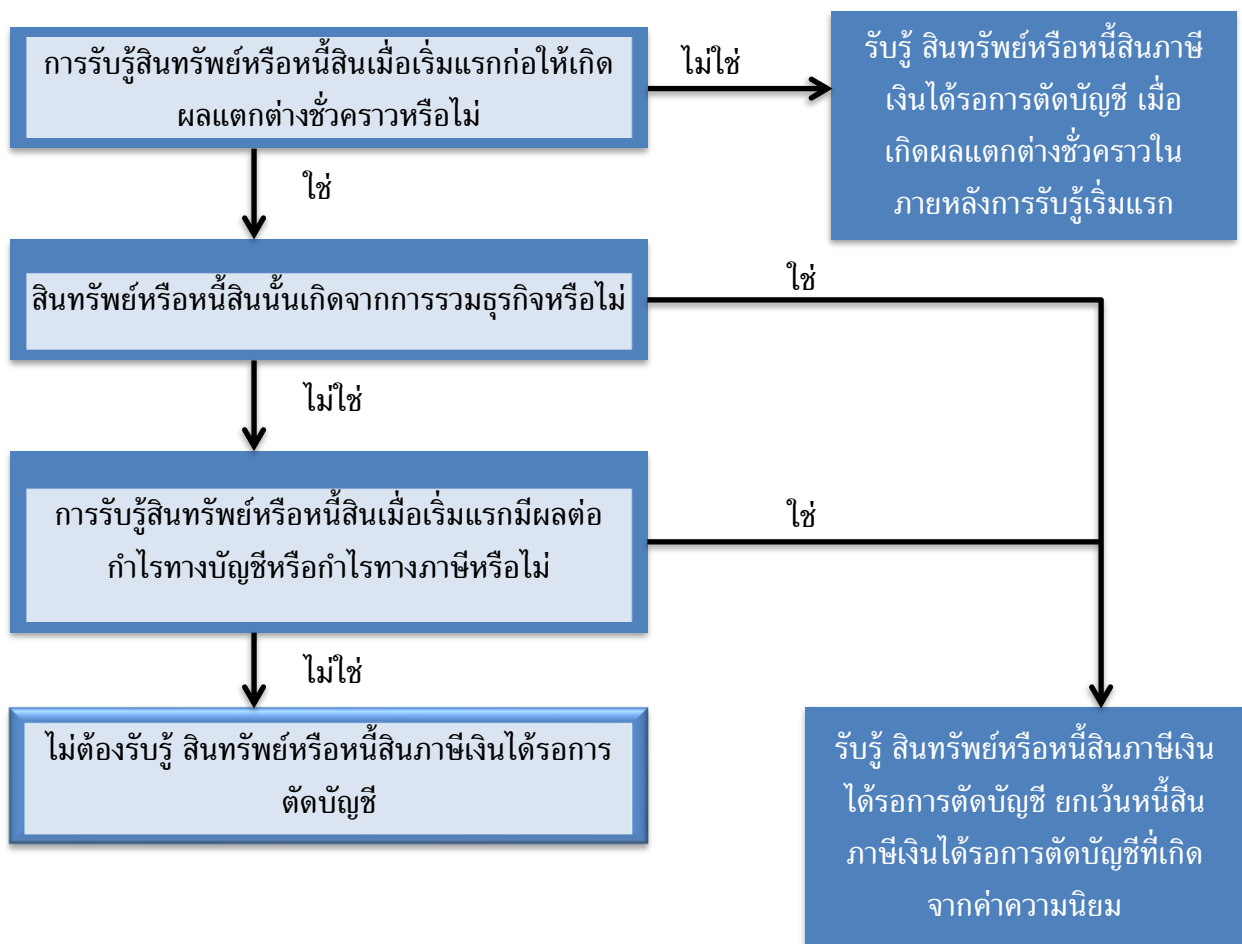 การรับรู้สินทรัพย์หรือหนี้สินเมื่อเริ่มแรกก่อให้เกิด
ผลแตกต่างชั่วคราวหรือไม่
ไม่ใช่
รับรู้ สินทรัพย์หรือหนี้สินภาษี
เงินได้รอการตัดบัญชี เมื่อ
เกิดผลแตกต่างชั่วคราวใน
ภายหลังการรับรู้เริ่มแรก
ใช่
สินทรัพย์หรือหนี้สินนั้นเกิดจากการรวมธุรกิจหรือไม่
ใช่
ไม่ใช่
การรับรู้สินทรัพย์หรือหนี้สินเมื่อเริ่มแรกมีผลต่อ
กำไรทางบัญชีหรือกำไรทางภาษีหรือไม่
ใช่
ไม่ใช่
ไม่ต้องรับรู้ สินทรัพย์หรือหนี้สินภาษีเงินได้รอการ
ตัดบัญชี
รับรู้ สินทรัพย์หรือหนี้สินภาษีเงิน
ได้รอการตัดบัญชี ยกเว้นหนี้สิน
ภาษีเงินได้รอการตัดบัญชีที่เกิด
จากค่าความนิยม